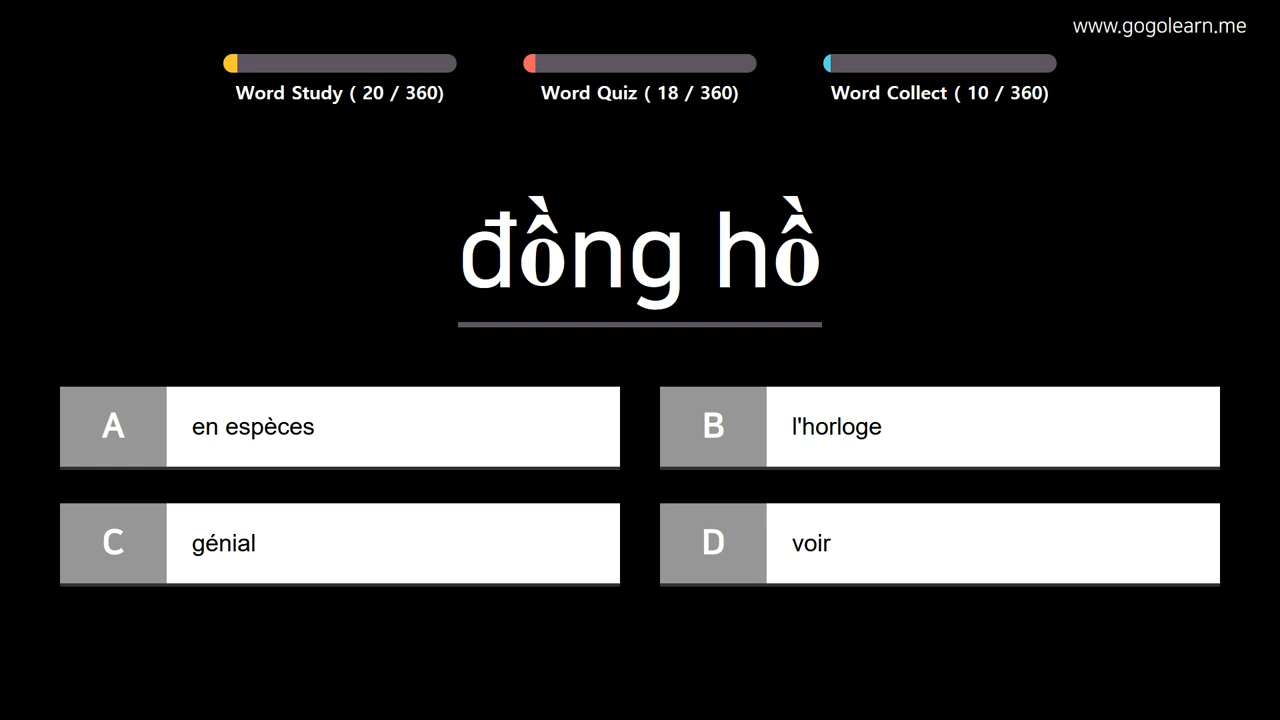 www.gogolearn.me
Word Study ( 20 / 360)
Word Quiz ( 18 / 360)
Word Collect ( 10 / 360)
đồng hồ
A en espèces
B l'horloge
C génial
D voir